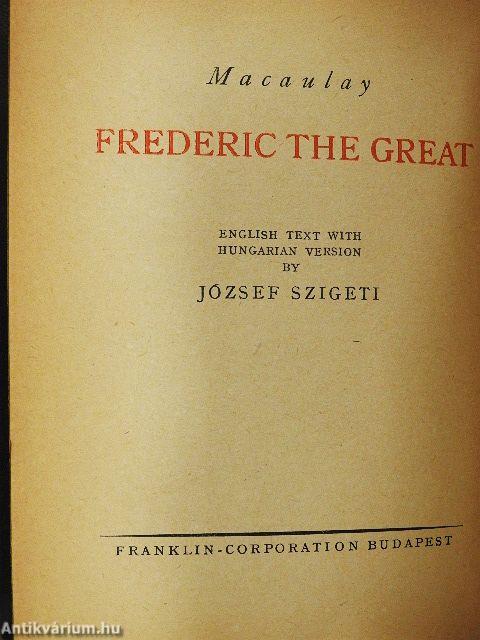 Macaulay
FREDERIC THE GREAT
ENGLISH TEXT WITH
HUNGARIAN VERSION
BY
JÓZSEF SZIGETI
FRANKLIN-CORPORATION BUDAPEST
Antikvárium.hu